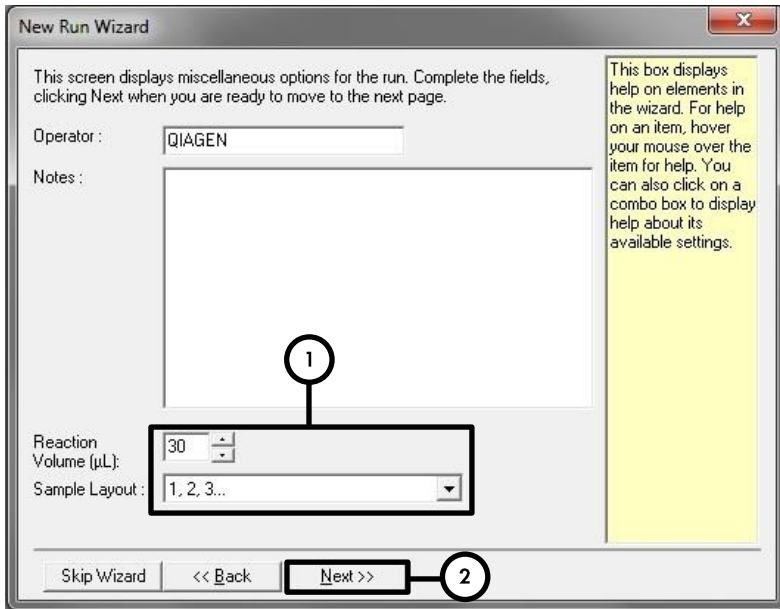 New Run Wizard
This screen displays miscellaneous options for the run. Complete the fields,
clicking Next when you are ready to move to the next page.
Operator :
QIAGEN
Notes :
This box displays
help on elements in
the wizard. For help
on an item, hover
your mouse over the
item for help. You
can also click on a
combo box to display
help about its
available settings.
1
Reaction
Volume (μL):
30
Sample Layout :
1, 2, 3...
Skip Wizard
<< Back
Next >>
2